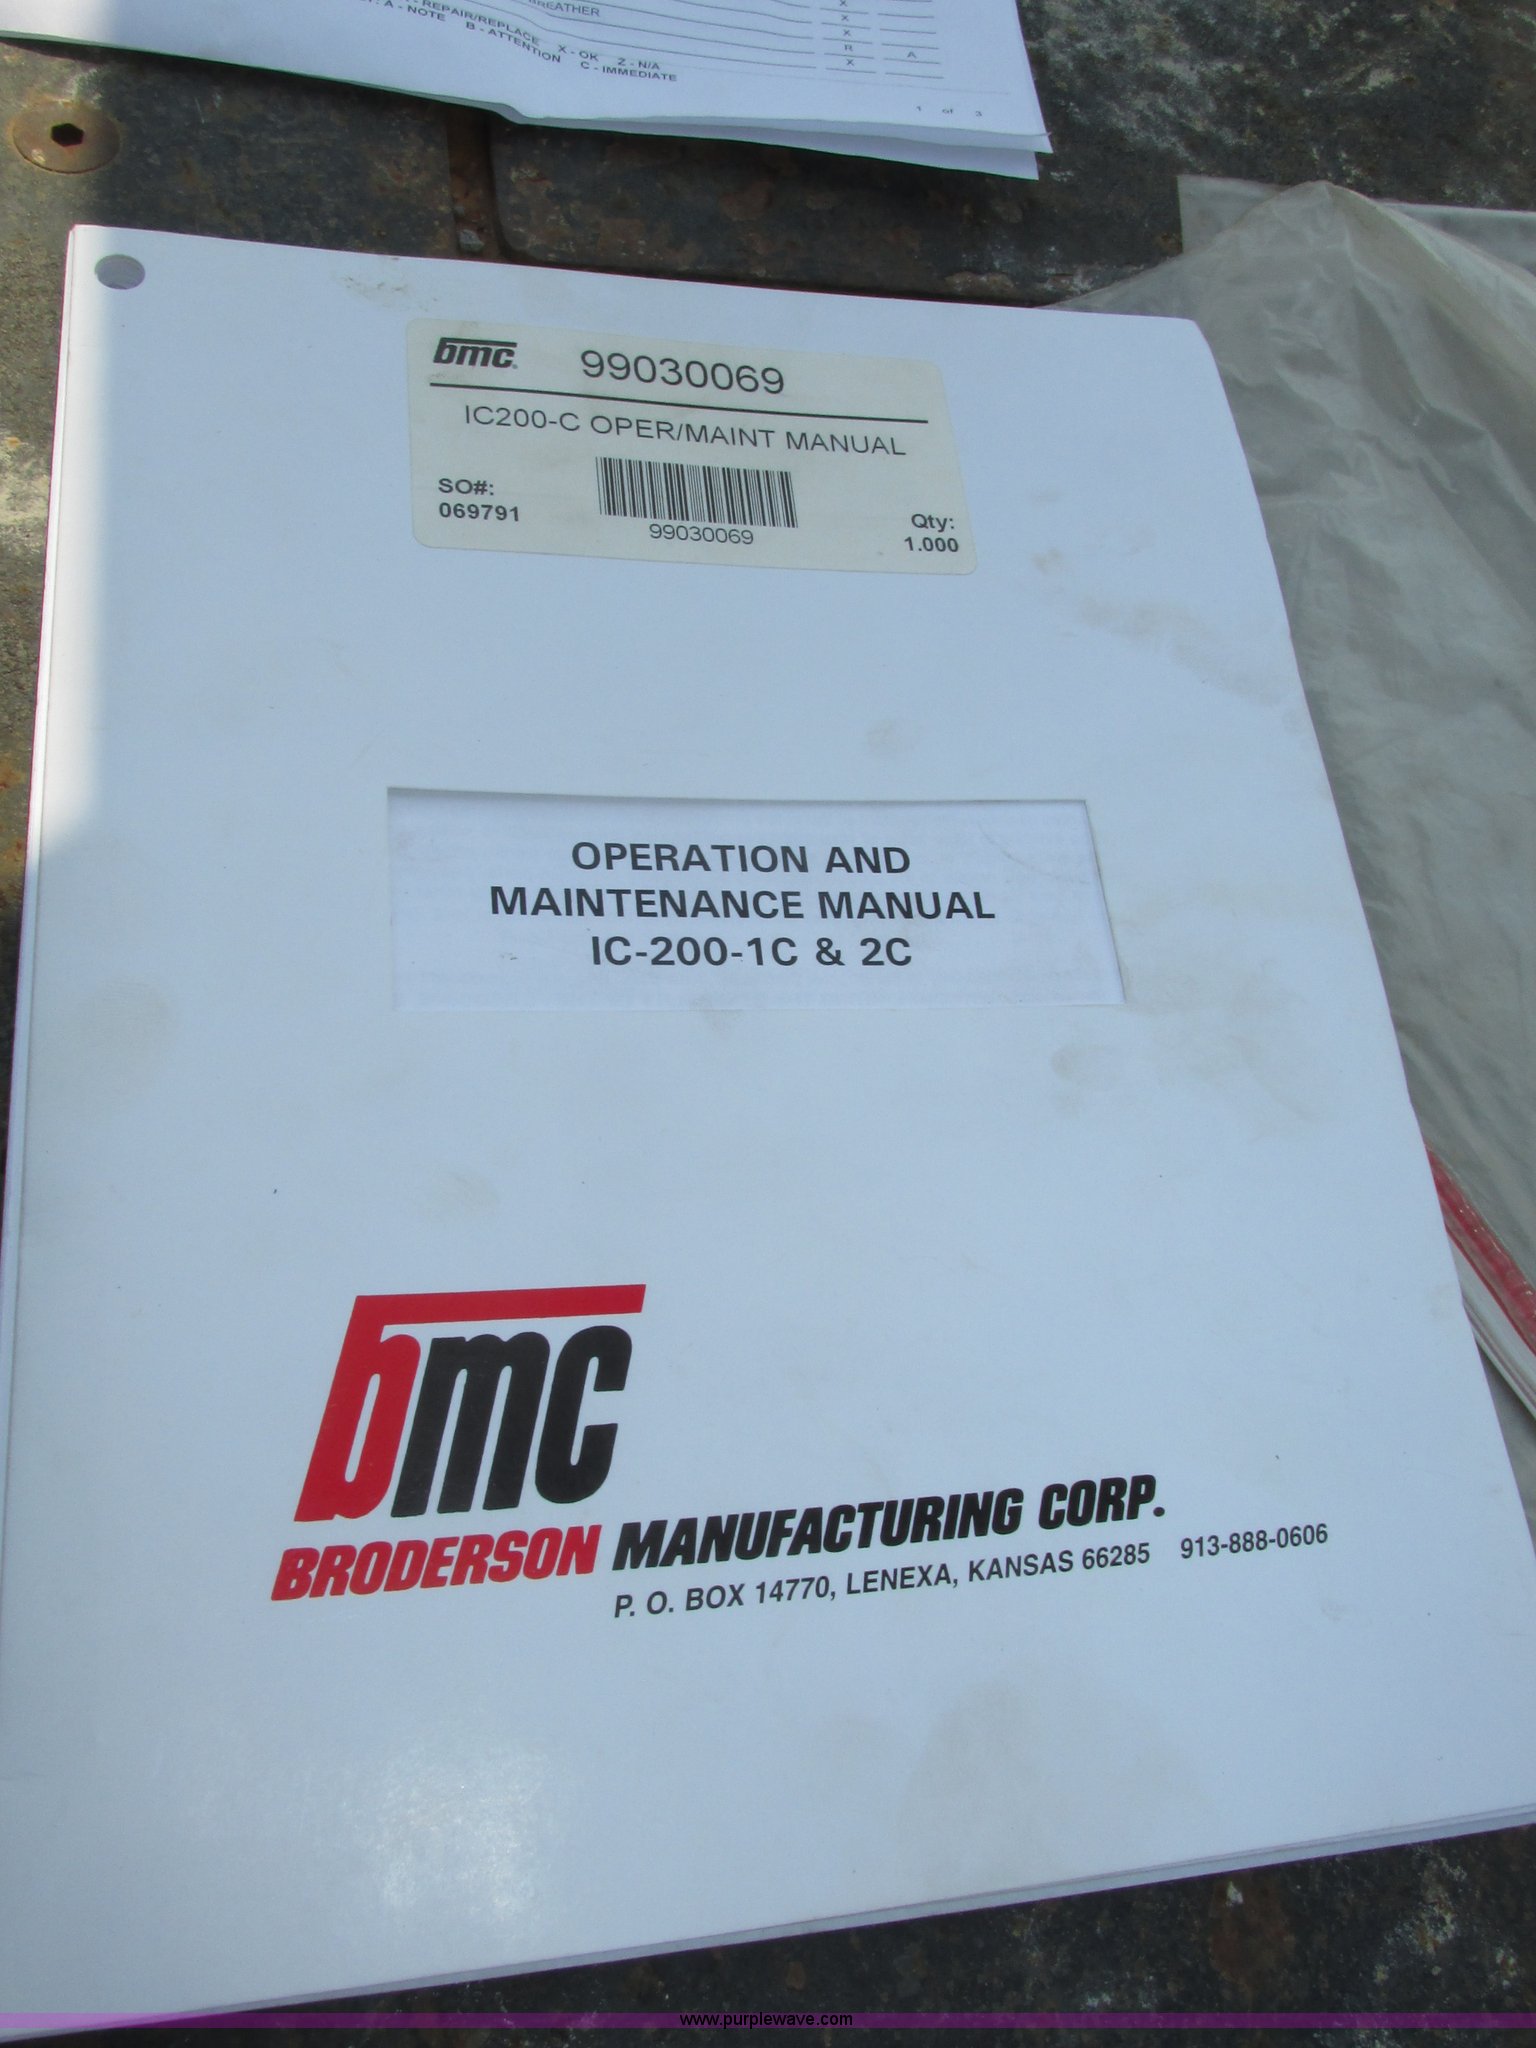 BREATHER
X
X
X
R A
X
- REPAIR/REPLACE X - OK Z - N/A
: A - NOTE B - ATTENTION C - IMMEDIATE
1 of 3
bmc 99030069
IC200-C OPER/MAINT MANUAL
SO#:
069791
99030069
Qty:
1.000
OPERATION AND
MAINTENANCE MANUAL
IC-200-1C & 2C
bmc
BRODERSON MANUFACTURING CORP.
P. O. BOX 14770, LENEXA, KANSAS 66285 913-888-0606
www.purplewave.com